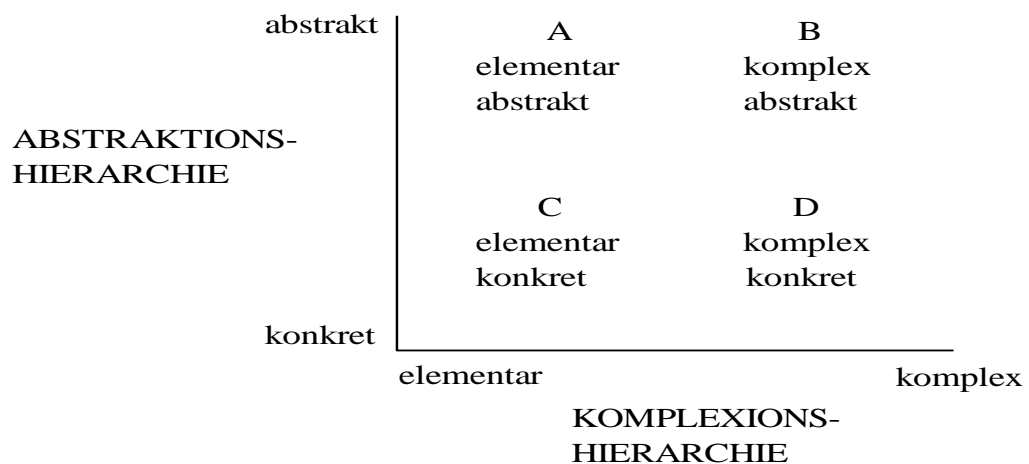 abstrakt
A
B
elementar
komplex
abstrakt
abstrakt
ABSTRAKTIONS-
HIERARCHIE
C
D
elementar
komplex
konkret
konkret
konkret
elementar
komplex
KOMPLEXIONS-
HIERARCHIE